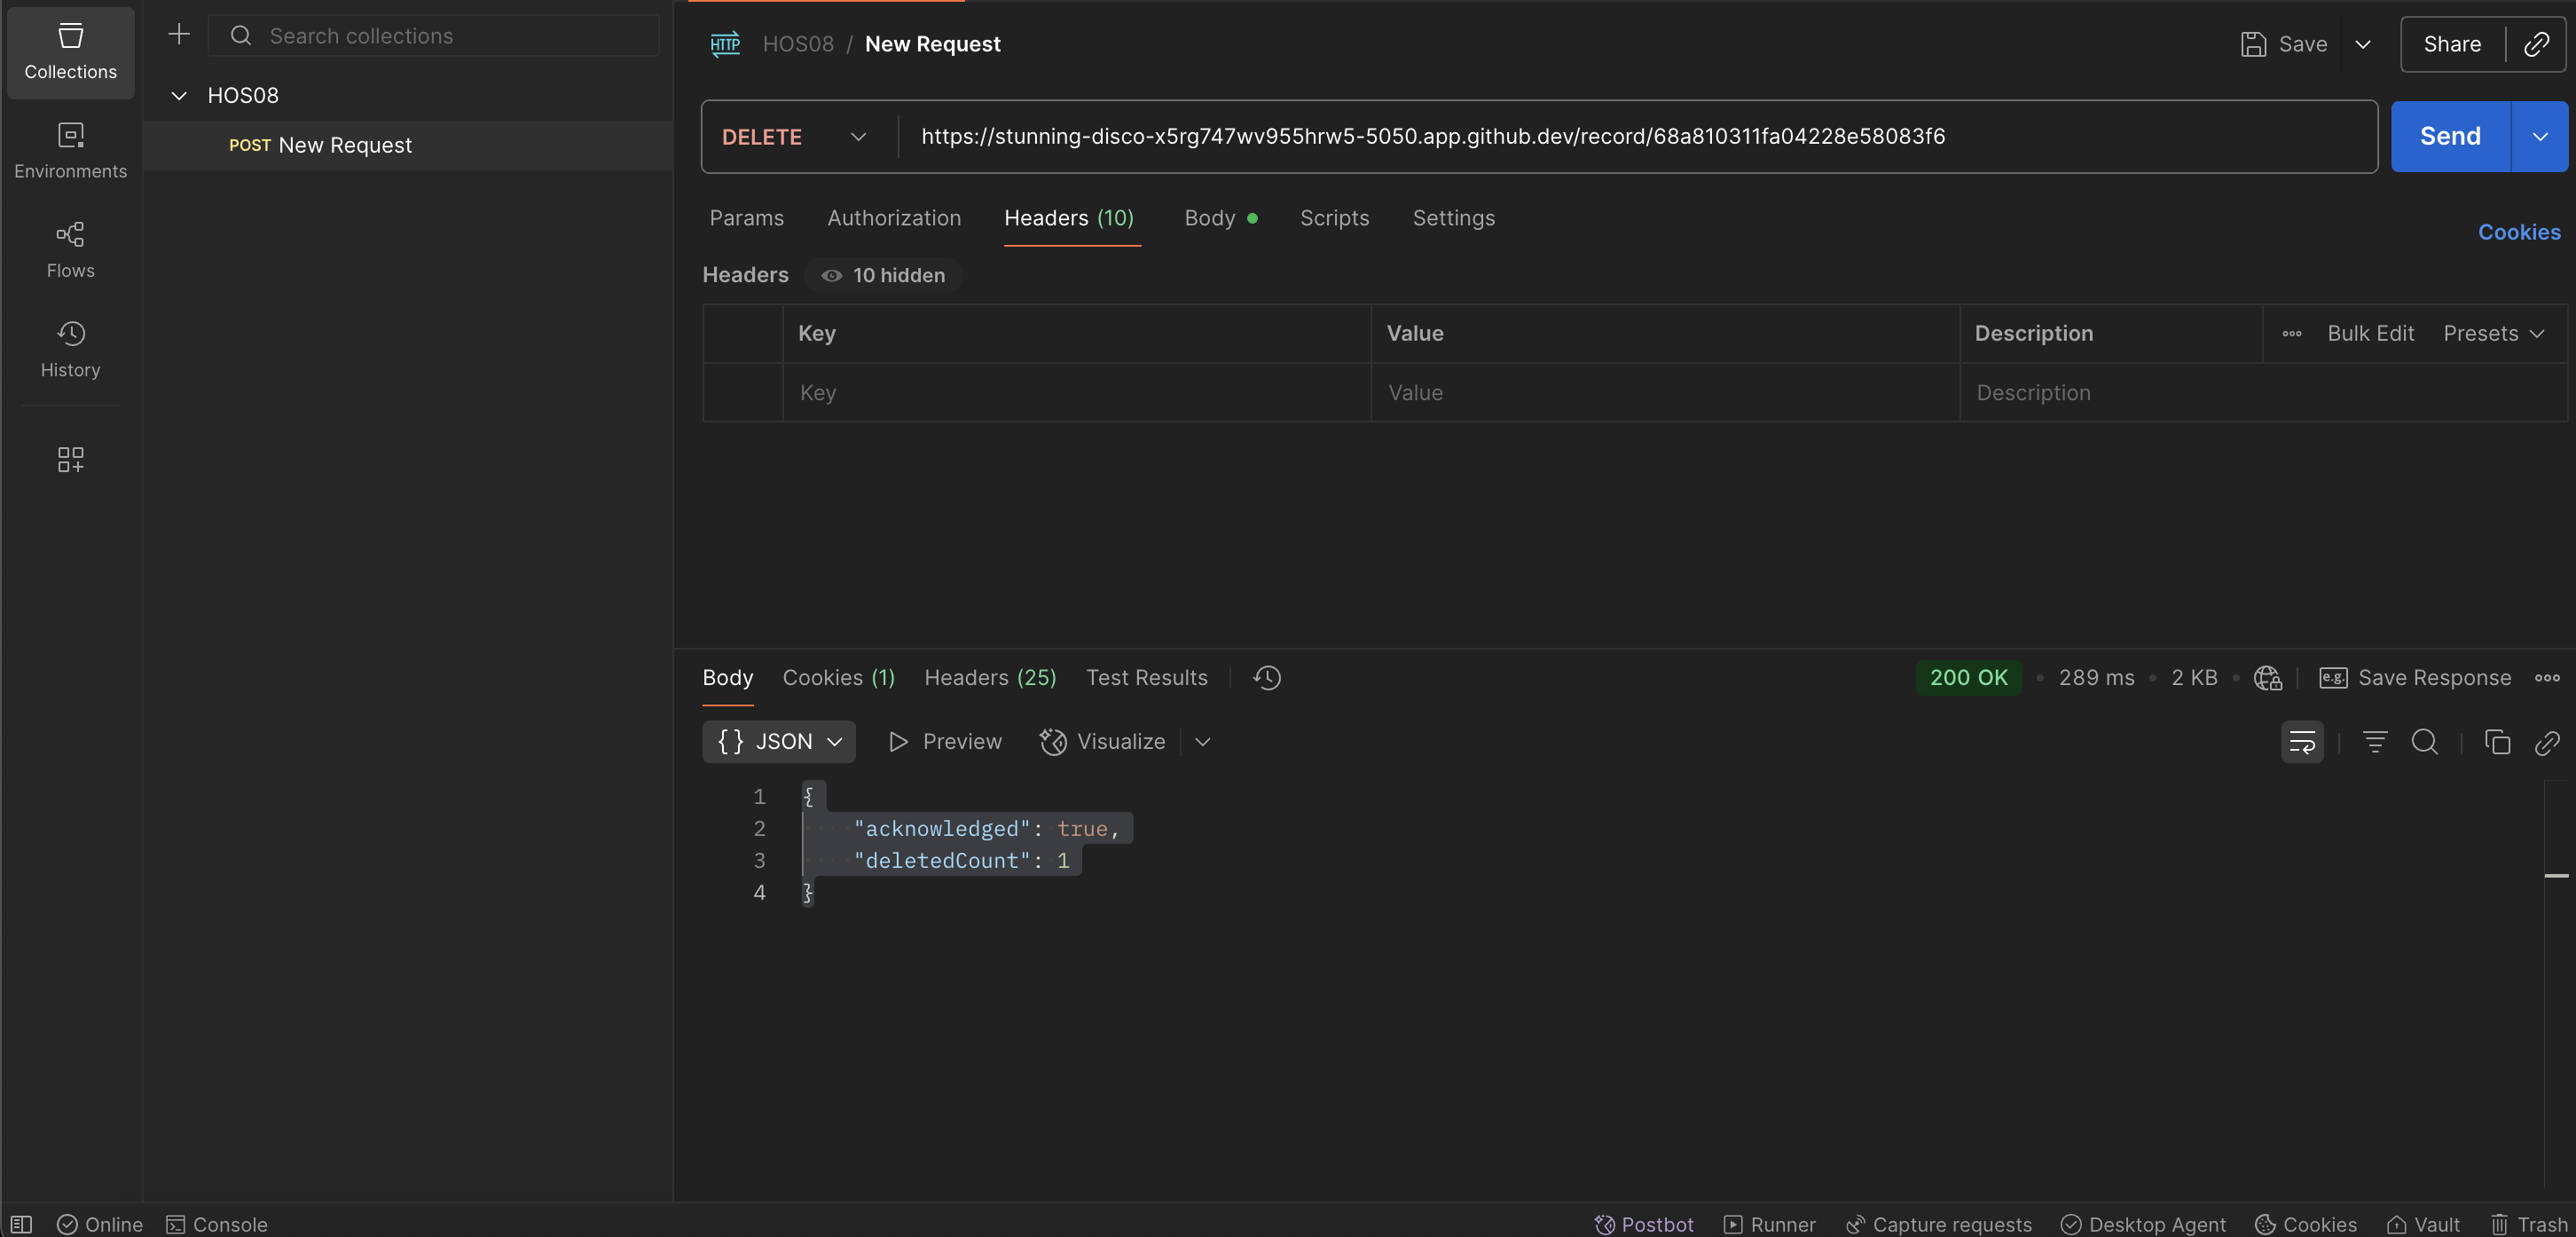 Collections
Search collections
HOS08
POST New Request
Environments
Flows
History
HTTP HOS08 / New Request
Save
Share
DELETE
https://stunning-disco-x5rg747wv955hrw5-5050.app.github.dev/record/68a810311fa04228e58083f6
Send
Params Authorization Headers (10) Body Scripts Settings
Cookies
Headers 10 hidden
Key Value Description Bulk Edit Presets
Key Value Description
Body Cookies (1) Headers (25) Test Results
200 OK 289 ms 2 KB e.g. Save Response
{ } JSON Preview Visualize
1 {
2 "acknowledged": true,
3 "deletedCount": 1
4 }
Online Console
Postbot Runner Capture requests Desktop Agent Cookies Vault Trash